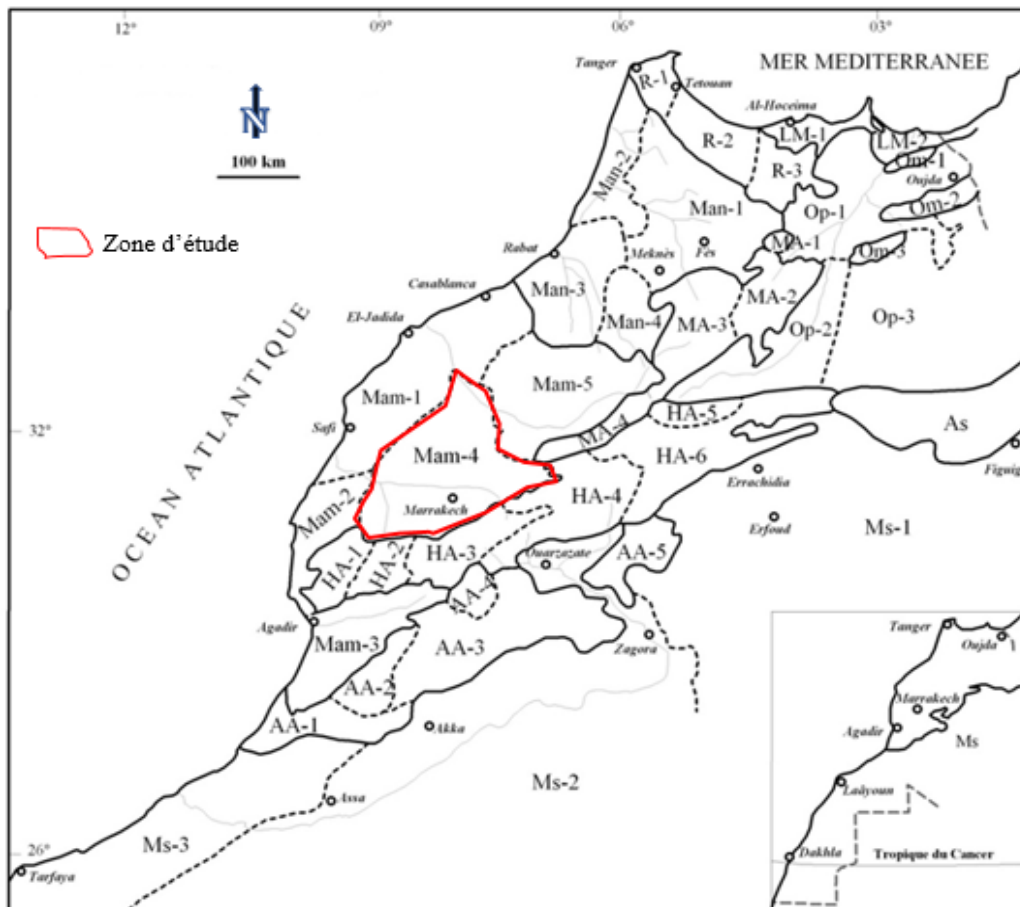 12°
09°
06°
03°
MER MEDITERRANEE
Tanger
R-1
Tetouan
Al-Hoceima
LM-1
LM-2
R-2
R-3
Om-1
Oujda
Om-2
N
100 km
Man-2
Man-1
Op-1
Zone d’étude
Rabat
Meknès
Fès
MA-1
Om-3
Casablanca
Man-3
Man-4
MA-3
MA-2
Op-2
Op-3
El-Jadida
OCEAN ATLANTIQUE
Mam-1
Mam-5
Safi
32°
MA-4
HA-5
As
Figuig
Mam-4
HA-6
Errachidia
Mam-2
Marrakech
HA-4
Erfoud
Ms-1
HA-1
HA-2
HA-3
Ouarzazate
AA-5
AA-4
Agadir
Mam-3
AA-3
Zagora
AA-2
AA-1
Akka
Ms-2
Assa
Ms-3
26°
Tarfaya
Tanger
Oujda
Marrakech
Agadir
Ms
Laâyoun
Dakhla
Tropique du Cancer